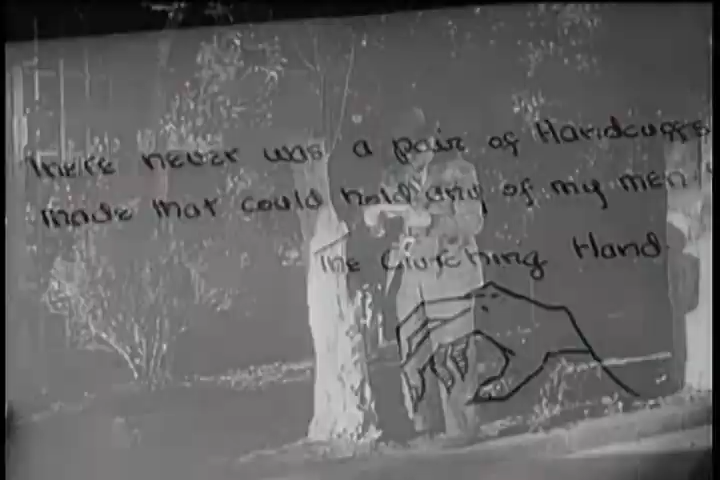 There never was a pair of Handcuffs
made that could hold any of my men
The Clutching Hand